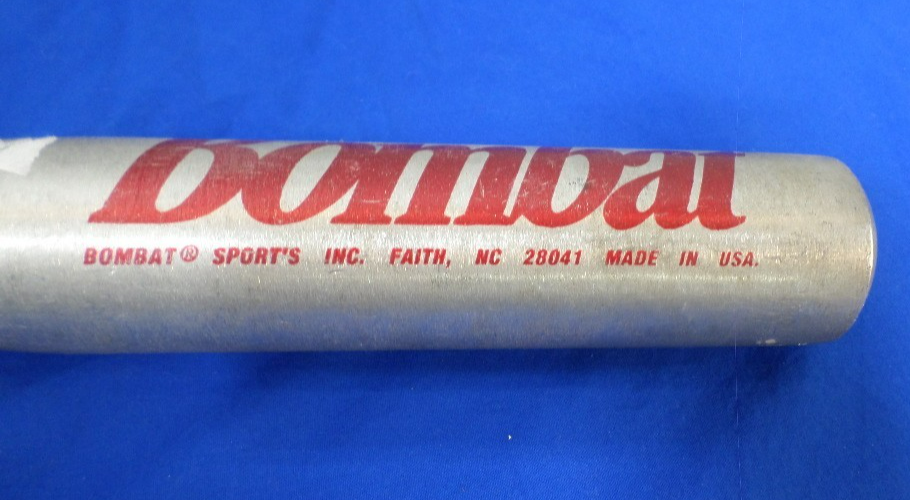 Bombat
BOMBAT® SPORT'S INC. FAITH, NC 28041 MADE IN USA.